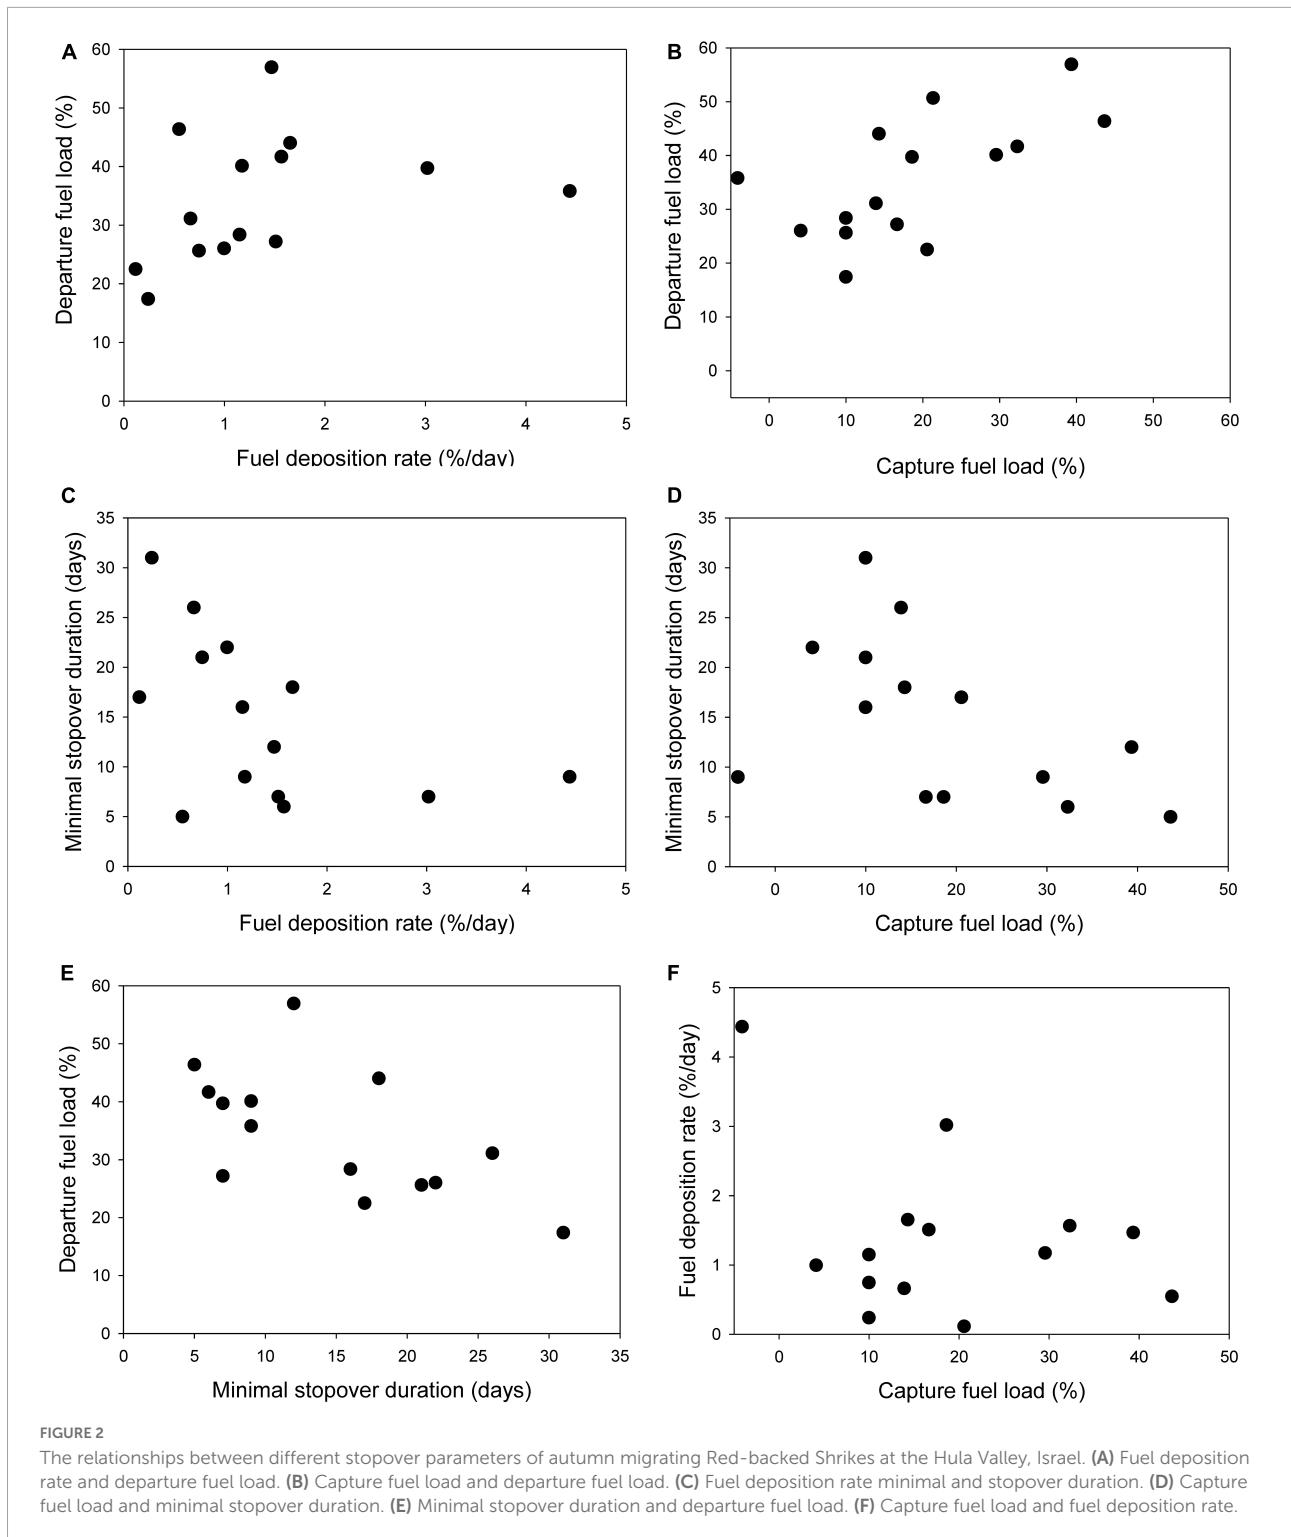 A
60
50
40
30
20
10
0
Departure fuel load (%)
0 1 2 3 4 5
Fuel deposition rate (%/day)
B
60
50
40
30
20
10
0
Departure fuel load (%)
0 10 20 30 40 50 60
Capture fuel load (%)
C
35
30
25
20
15
10
5
0
Minimal stopover duration (days)
0 1 2 3 4 5
Fuel deposition rate (%/day)
D
35
30
25
20
15
10
5
0
Minimal stopover duration (days)
0 10 20 30 40 50
Capture fuel load (%)
E
60
50
40
30
20
10
0
Departure fuel load (%)
0 5 10 15 20 25 30 35
Minimal stopover duration (days)
F
5
4
3
2
1
0
Fuel deposition rate (%/day)
0 10 20 30 40 50
Capture fuel load (%)
FIGURE 2
The relationships between different stopover parameters of autumn migrating Red-backed Shrikes at the Hula Valley, Israel. (A) Fuel deposition
rate and departure fuel load. (B) Capture fuel load and departure fuel load. (C) Fuel deposition rate minimal and stopover duration. (D) Capture
fuel load and minimal stopover duration. (E) Minimal stopover duration and departure fuel load. (F) Capture fuel load and fuel deposition rate.